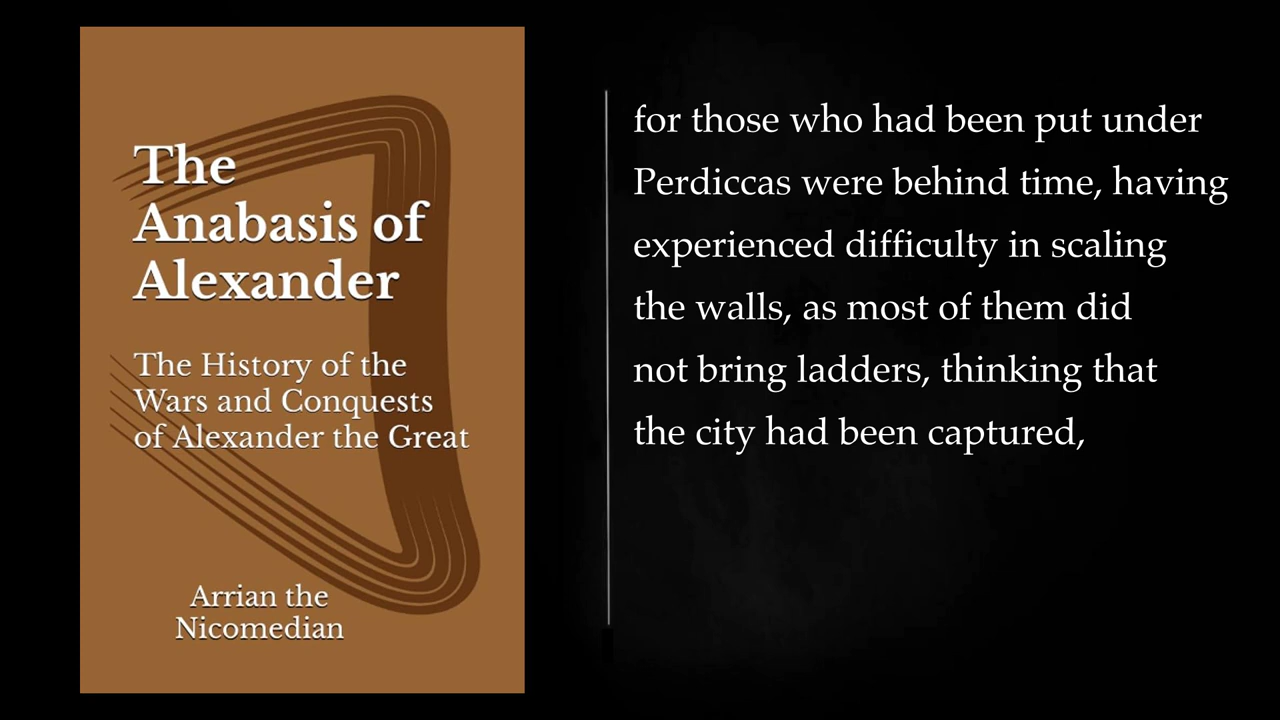 The
Anabasis of
Alexander
The History of the
Wars and Conquests
of Alexander the Great
Arrian the
Nicomedian
for those who had been put under
Perdiccas were behind time, having
experienced difficulty in scaling
the walls, as most of them did
not bring ladders, thinking that
the city had been captured,